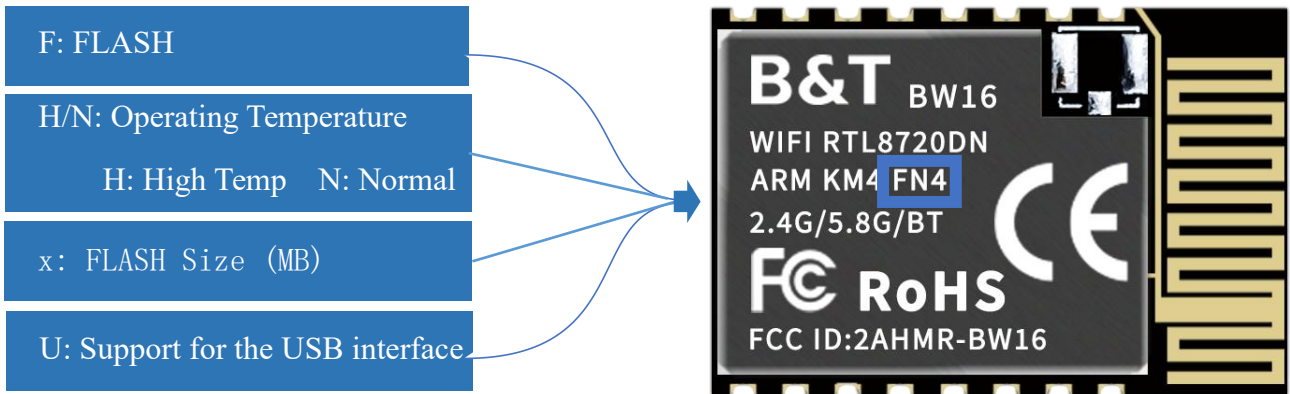 F: FLASH
H/N: Operating Temperature
H: High Temp N: Normal
x: FLASH Size (MB)
U: Support for the USB interface
B&T BW16
WIFI RTL8720DN
ARM KM4 FN4
2.4G/5.8G/BT
CE
FC RoHS
FCC ID:2AHMR-BW16